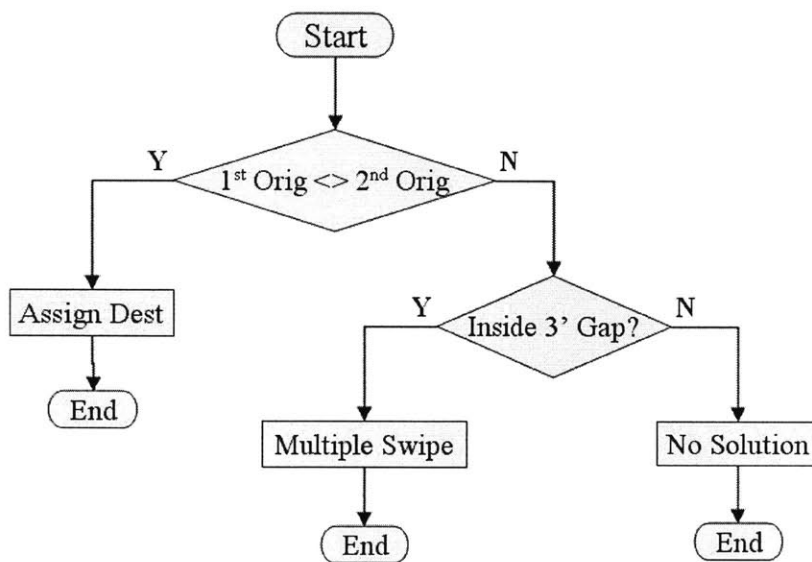 Start
Y
N
1st Orig <> 2nd Orig
Assign Dest
Y
N
Inside 3’ Gap?
End
Multiple Swipe
No Solution
End
End